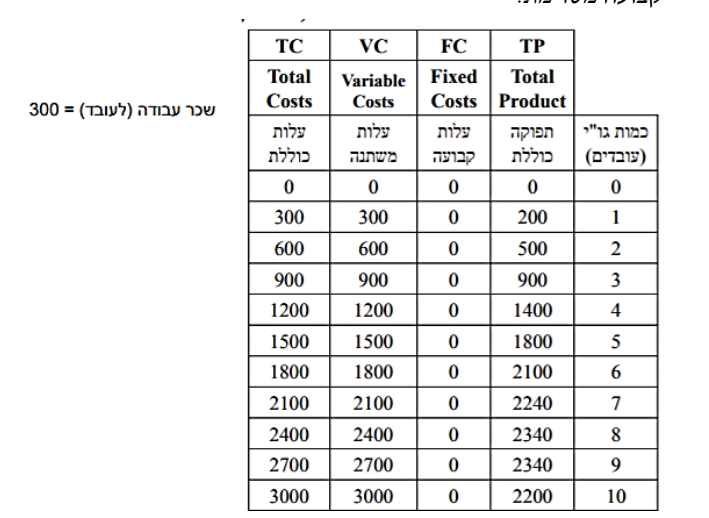 TP FC VC TC
Total Fixed Variable Total
Product Costs Costs Costs
שכר עבודה (לעובד) = 300
כמות גו"י תפוקה עלות עלות עלות
(עובדים) כוללת קבועה משתנה כוללת
0 0 0 0 0
1 200 0 300 300
2 500 0 600 600
3 900 0 900 900
4 1400 0 1200 1200
5 1800 0 1500 1500
6 2100 0 1800 1800
7 2240 0 2100 2100
8 2340 0 2400 2400
9 2340 0 2700 2700
10 2200 0 3000 3000